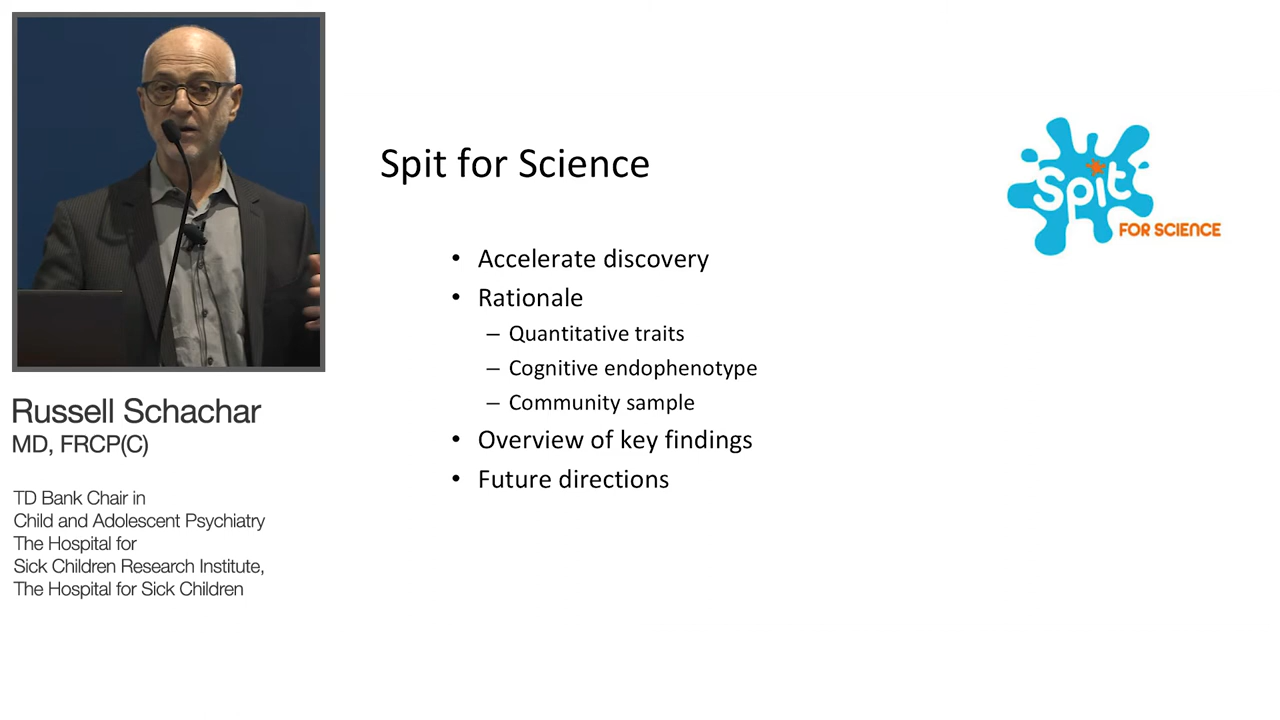 Spit for Science
Spit
FOR SCIENCE
• Accelerate discovery
• Rationale
– Quantitative traits
– Cognitive endophenotype
– Community sample
• Overview of key findings
• Future directions
Russell Schachar
MD, FRCP(C)
TD Bank Chair in
Child and Adolescent Psychiatry
The Hospital for
Sick Children Research Institute,
The Hospital for Sick Children